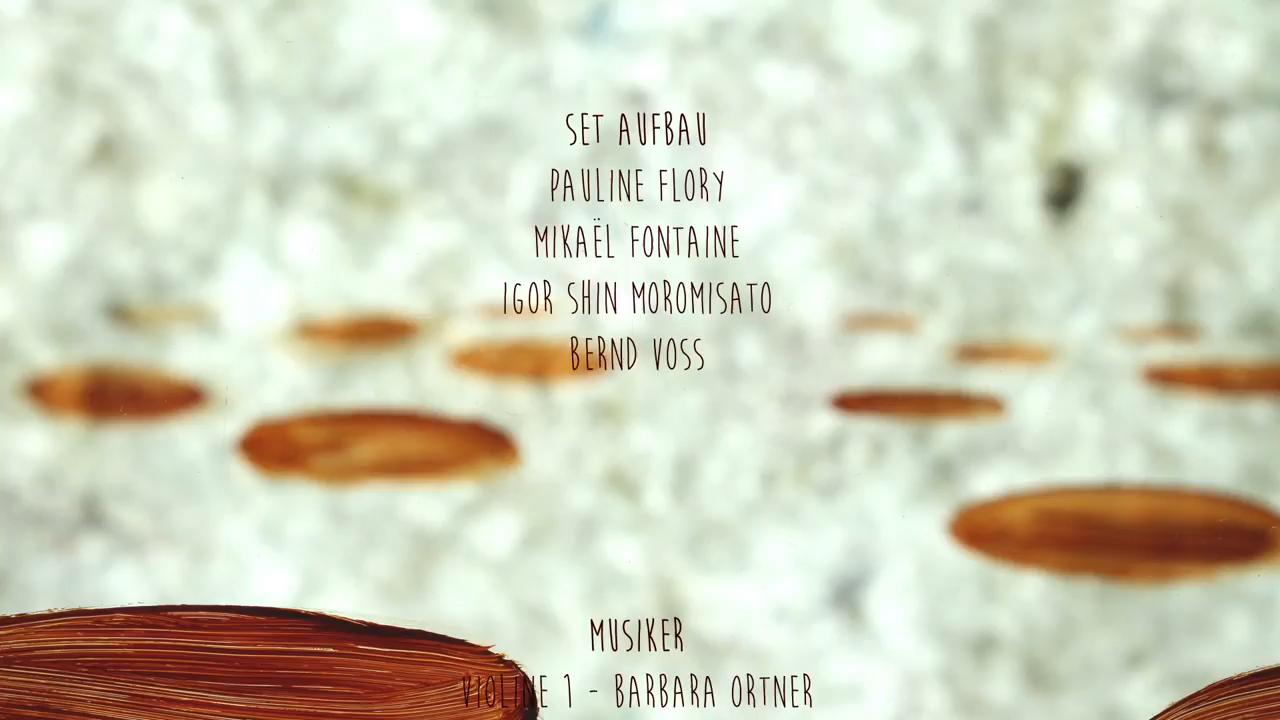 SET AUFBAU
PAULINE FLORY
MIKAËL FONTAINE
IGOR SHIN MOROMISATO
BERND VOSS
MUSIKER
VIOLINE 1 - BARBARA ORTNER